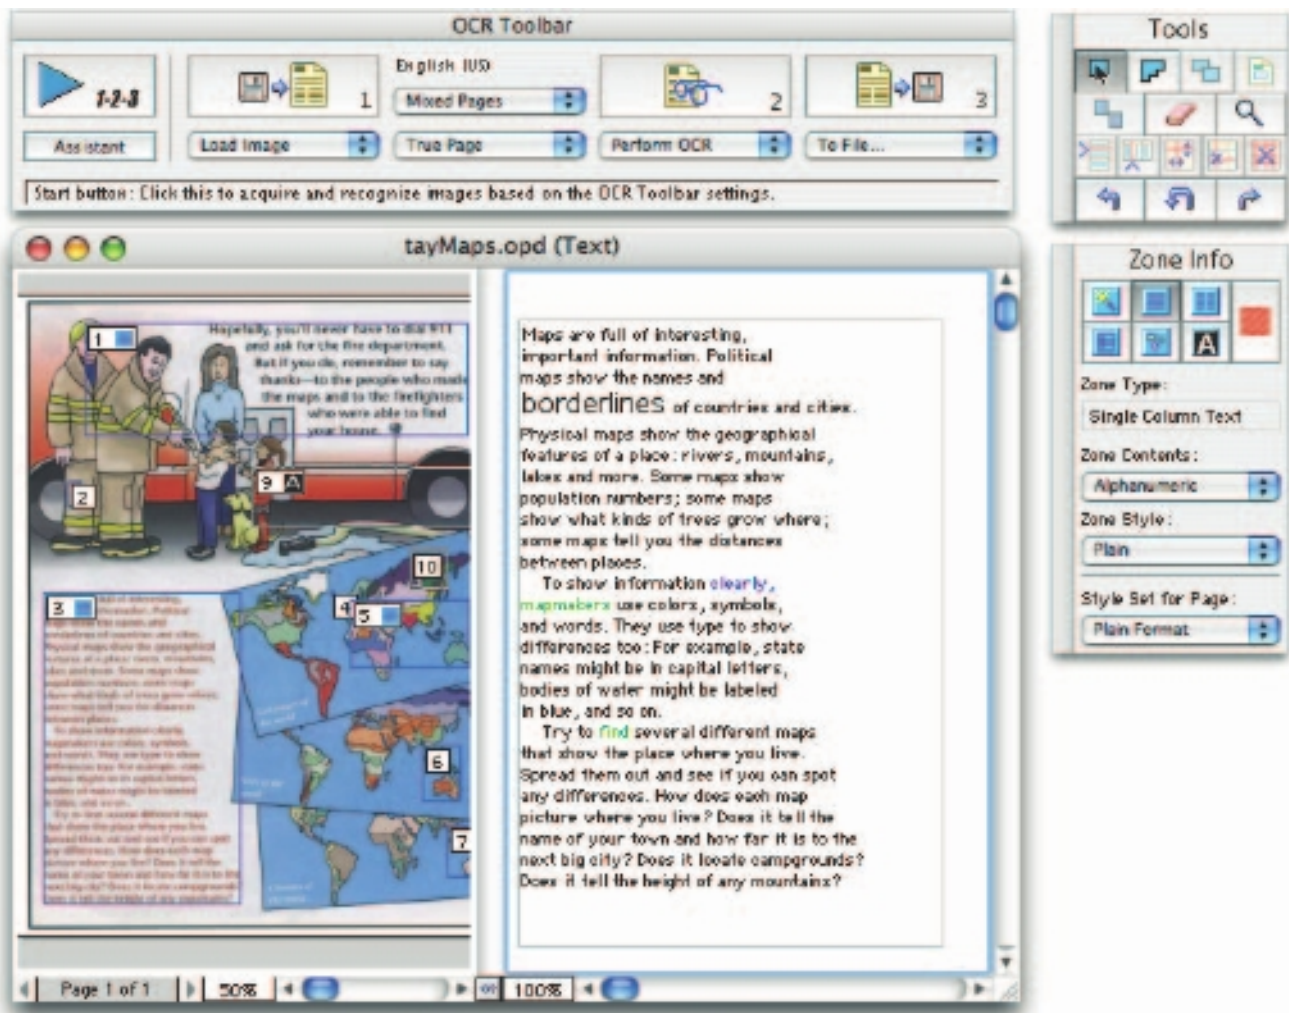 OCR Toolbar
1-2-3
1
English (US)
Mixed Pages
2
3
Assistant
Load Image
True Page
Perform OCR
To File...
Start button: Click this to acquire and recognize images based on the OCR Toolbar settings.
Tools
tayMaps.opd (Text)
Hopefully, you'll never have to dial 911
and ask for the fire department.
But if you do, remember to say
thanks—to the people who made
the maps and to the firefighters
who were able to find
your house.
1
2
9 A
10
3
4
5
6
7
Maps are full of interesting,
important information. Political
maps show the names and
borderlines of countries and cities.
Physical maps show the geographical
features of a place: rivers, mountains,
lakes and more. Some maps show
population numbers; some maps
show what kinds of trees grow where;
some maps tell you the distances
between places.
To show information clearly,
mapmakers use colors, symbols,
and words. They use type to show
differences too: For example, state
names might be in capital letters,
bodies of water might be labeled
in blue, and so on.
Try to find several different maps
that show the place where you live.
Spread them out and see if you can spot
any differences. How does each map
picture where you live? Does it tell the
name of your town and how far it is to the
next big city? Does it locate campgrounds?
Does it tell the height of any mountains?
Page 1 of 1
50%
100%
Zone Info
A
Zone Type:
Single Column Text
Zone Contents:
Alphanumeric
Zone Style:
Plain
Style Set for Page:
Plain Format